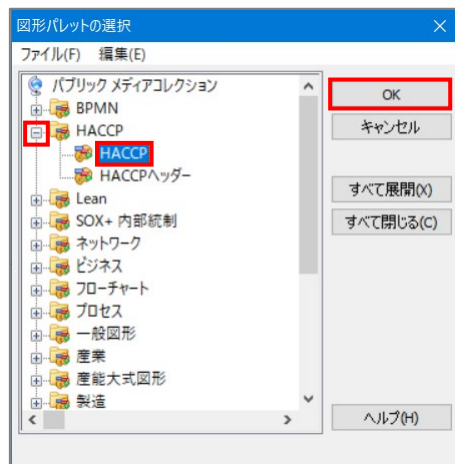 図形パレットの選択
ファイル(F) 編集(E)
パブリック メディアコレクション
BPMN
HACCP
HACCP
HACCPヘッダー
Lean
SOX+ 内部統制
ネットワーク
ビジネス
フローチャート
プロセス
一般図形
産業
産能大式図形
製造
OK
キャンセル
すべて展開(X)
すべて閉じる(C)
ヘルプ(H)